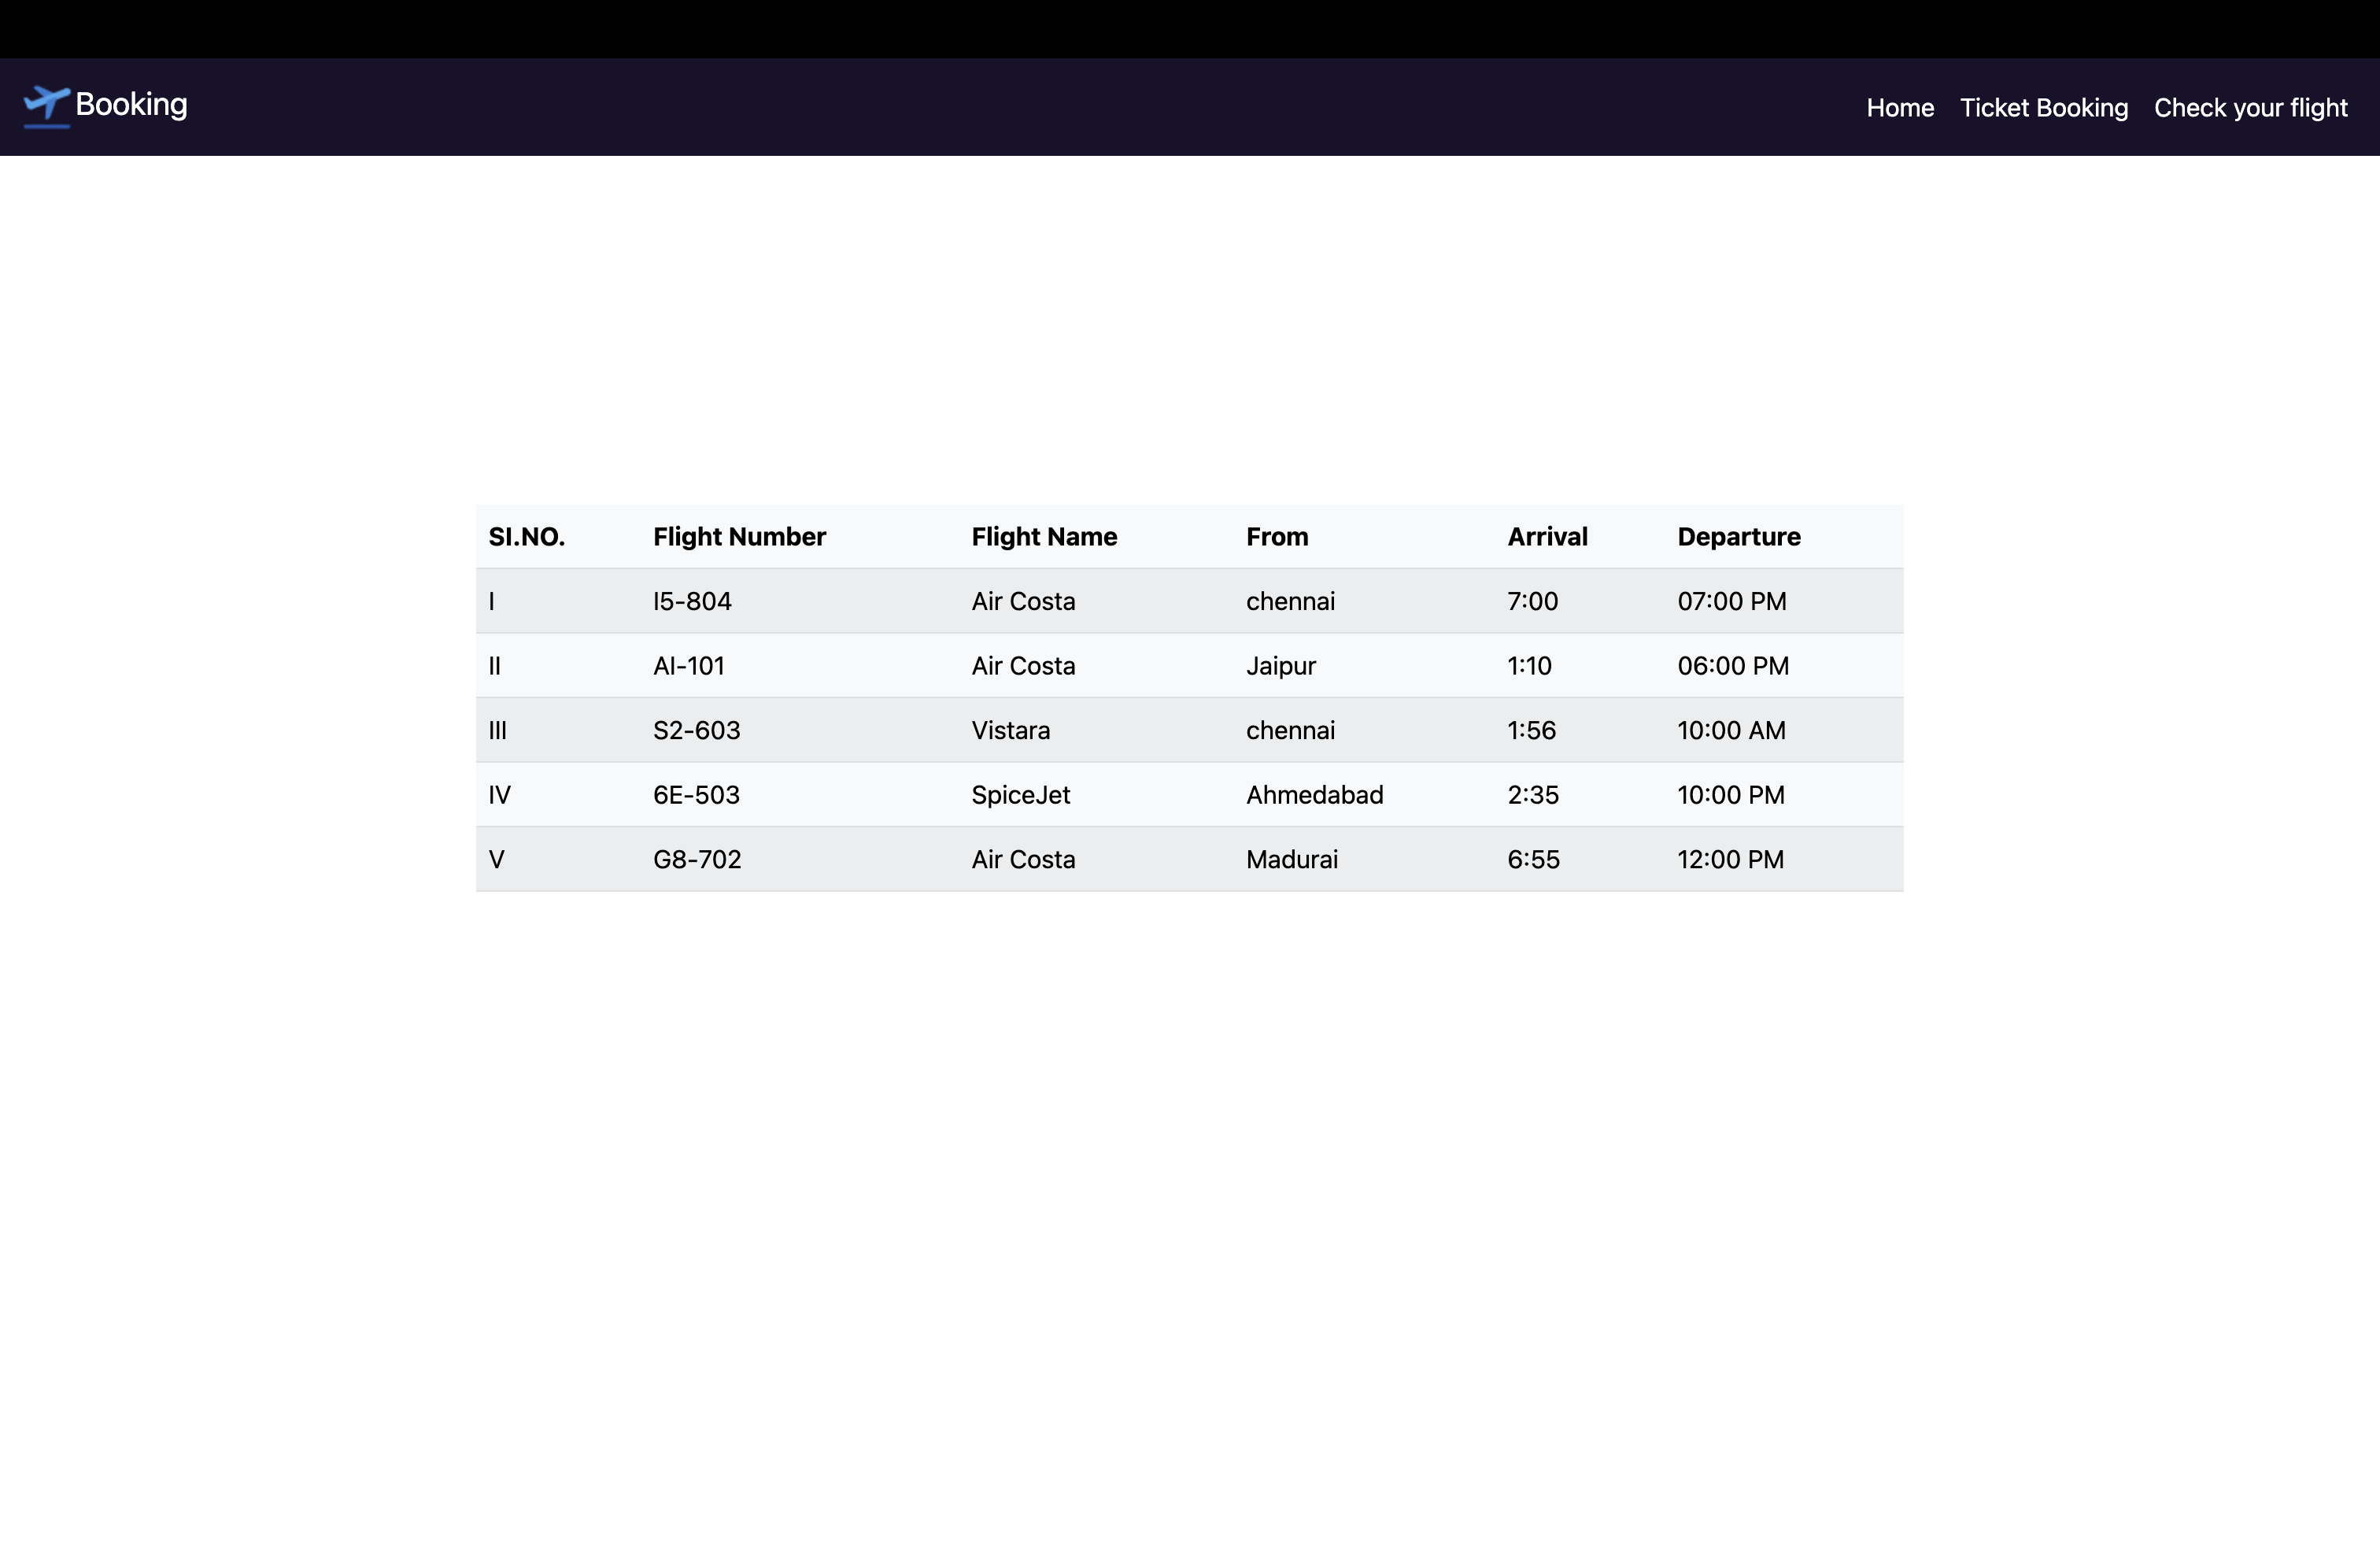 Booking Home Ticket Booking Check your flight
SI.NO. Flight Number Flight Name From Arrival Departure
I I5-804 Air Costa chennai 7:00 07:00 PM
II AI-101 Air Costa Jaipur 1:10 06:00 PM
III S2-603 Vistara chennai 1:56 10:00 AM
IV 6E-503 SpiceJet Ahmedabad 2:35 10:00 PM
V G8-702 Air Costa Madurai 6:55 12:00 PM